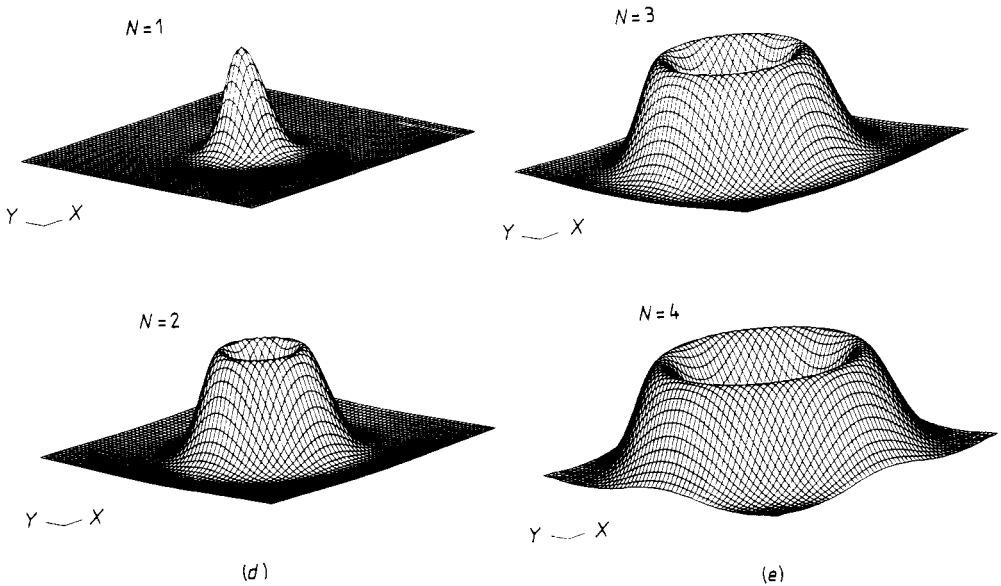 N=1
Y X
N=2
Y X
(d)
N=3
Y X
N=4
Y X
(e)